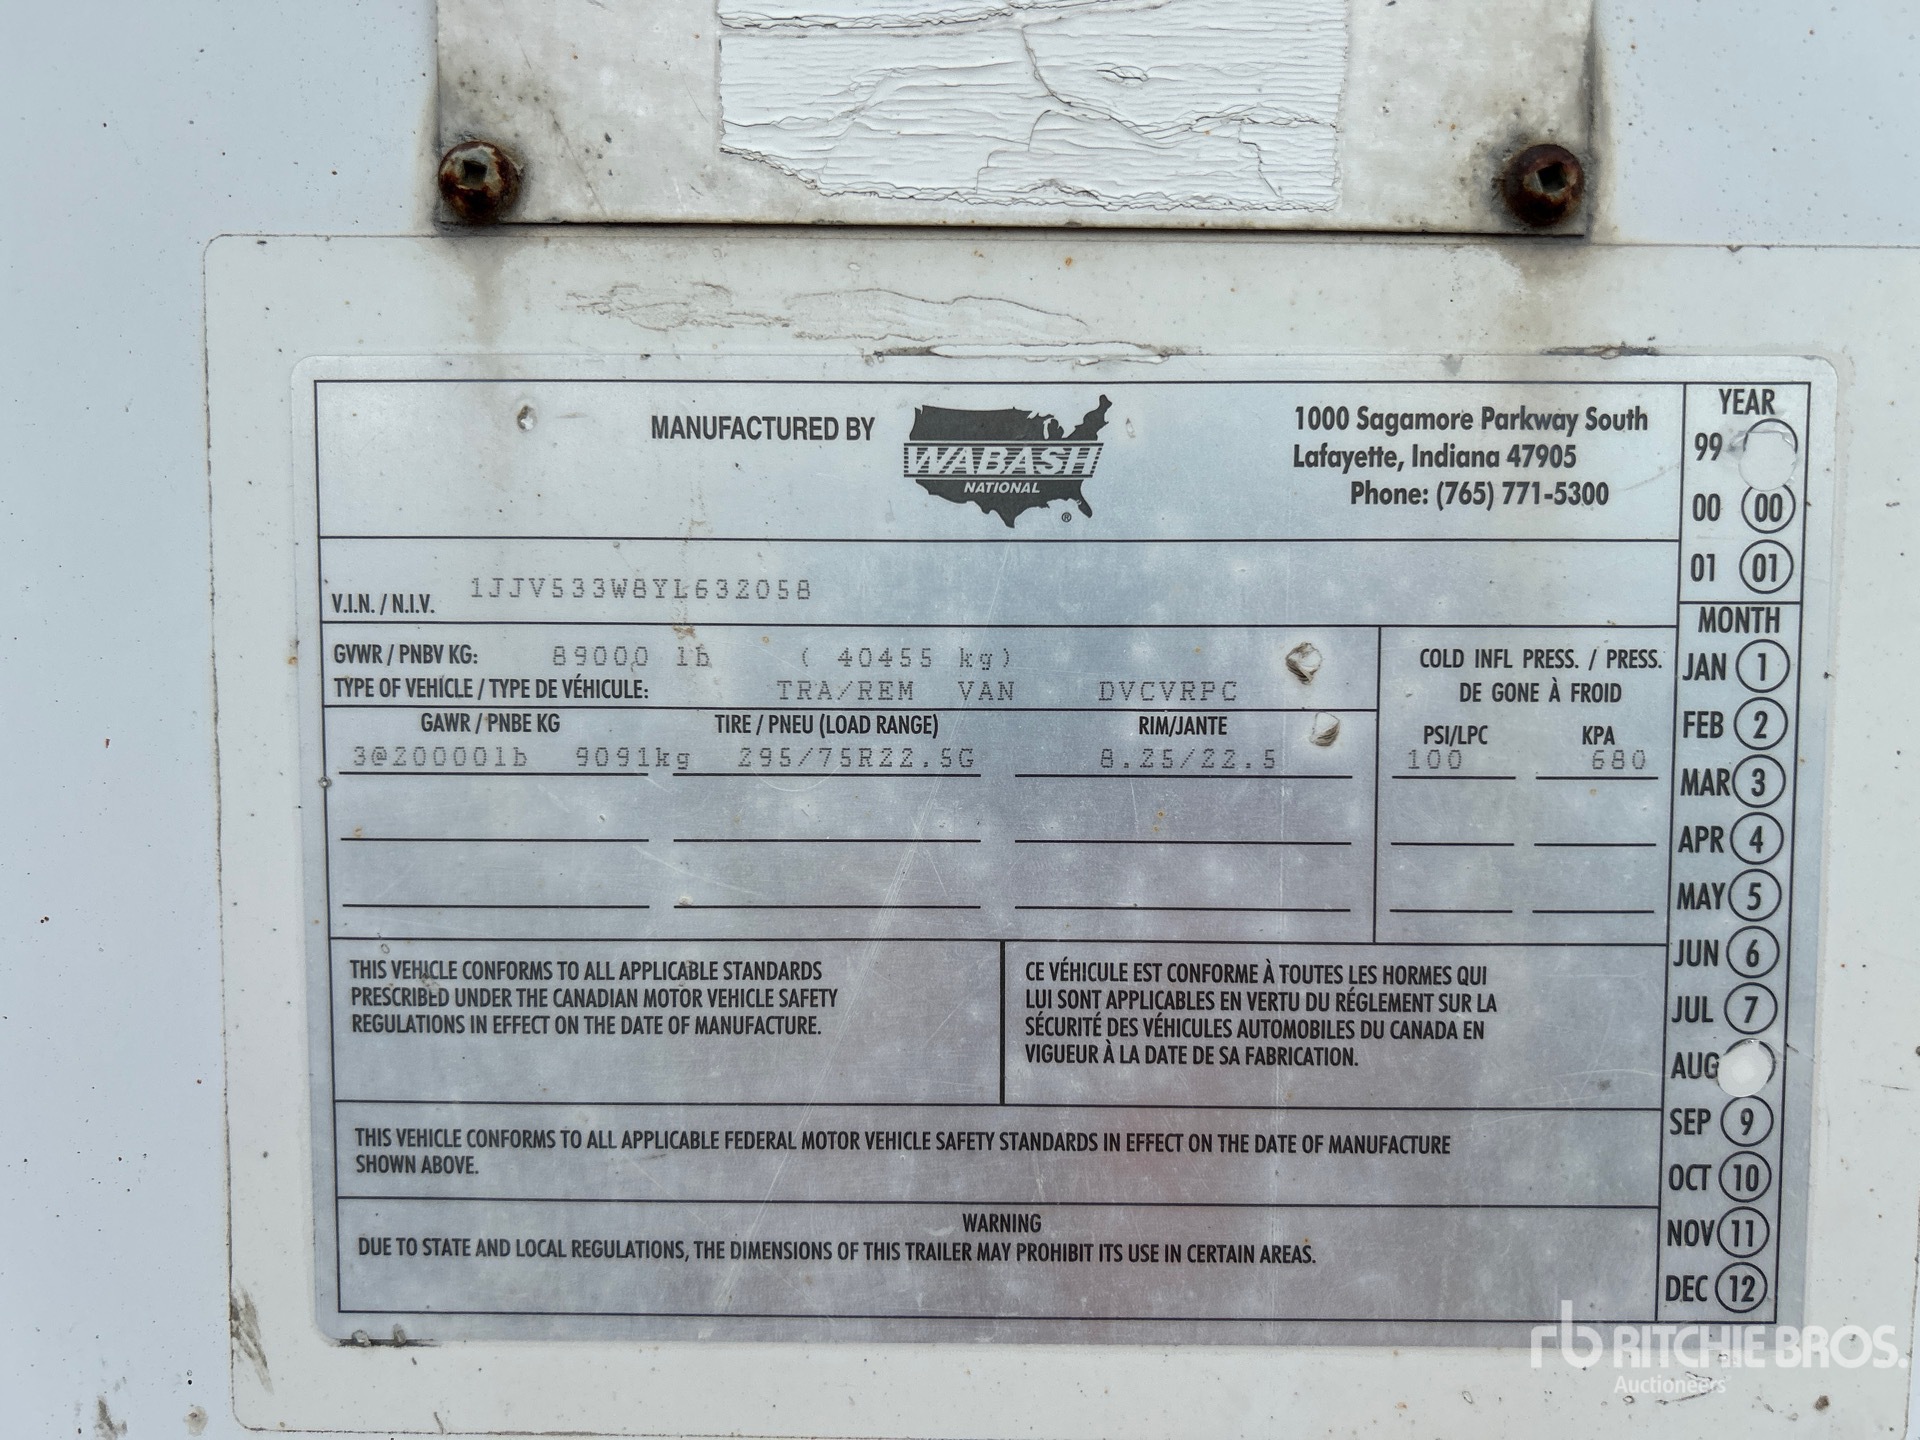 MANUFACTURED BY
WABASH
NATIONAL
®
1000 Sagamore Parkway South
Lafayette, Indiana 47905
Phone: (765) 771-5300
V.I.N. / N.I.V. 1JJV533W8YL632058
GVWR / PNBV KG: 89000 lb ( 40455 kg)
TYPE OF VEHICLE / TYPE DE VÉHICULE: TRA/REM VAN DVCVRPC
COLD INFL PRESS. / PRESS.
DE GONE À FROID
GAWR / PNBE KG TIRE / PNEU (LOAD RANGE) RIM/JANTE PSI/LPC KPA
3@20000lb 9091kg 295/75R22.5G 8.25/22.5 100 680
THIS VEHICLE CONFORMS TO ALL APPLICABLE STANDARDS
PRESCRIBED UNDER THE CANADIAN MOTOR VEHICLE SAFETY
REGULATIONS IN EFFECT ON THE DATE OF MANUFACTURE.
CE VÉHICULE EST CONFORME À TOUTES LES HORMES QUI
LUI SONT APPLICABLES EN VERTU DU RÉGLEMENT SUR LA
SÉCURITÉ DES VÉHICULES AUTOMOBILES DU CANADA EN
VIGUEUR À LA DATE DE SA FABRICATION.
THIS VEHICLE CONFORMS TO ALL APPLICABLE FEDERAL MOTOR VEHICLE SAFETY STANDARDS IN EFFECT ON THE DATE OF MANUFACTURE
SHOWN ABOVE.
WARNING
DUE TO STATE AND LOCAL REGULATIONS, THE DIMENSIONS OF THIS TRAILER MAY PROHIBIT ITS USE IN CERTAIN AREAS.
YEAR
99
00 00
01 01
MONTH
JAN 1
FEB 2
MAR 3
APR 4
MAY 5
JUN 6
JUL 7
AUG
SEP 9
OCT 10
NOV 11
DEC 12
rb RITCHIE BROS.
Auctioneers